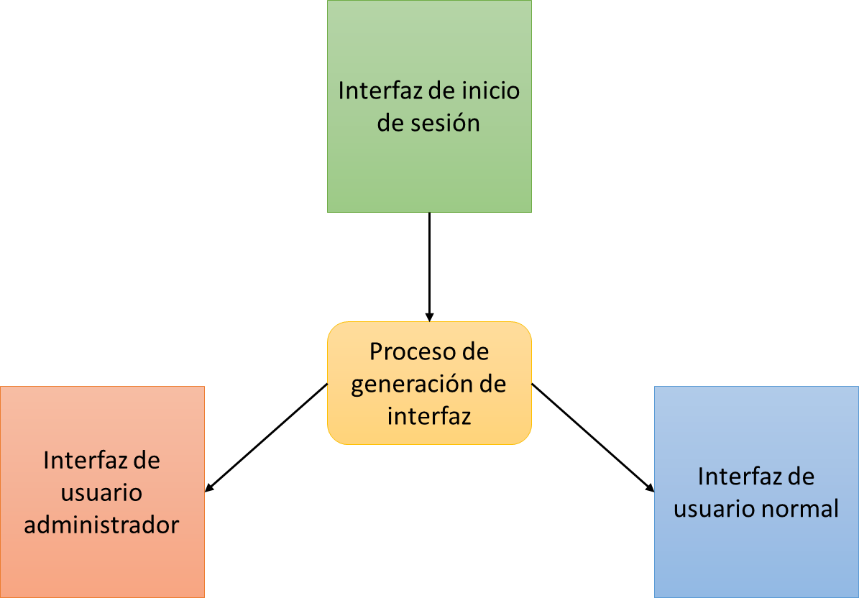 Interfaz de inicio
de sesión
Proceso de
generación de
interfaz
Interfaz de
usuario
administrador
Interfaz de
usuario normal